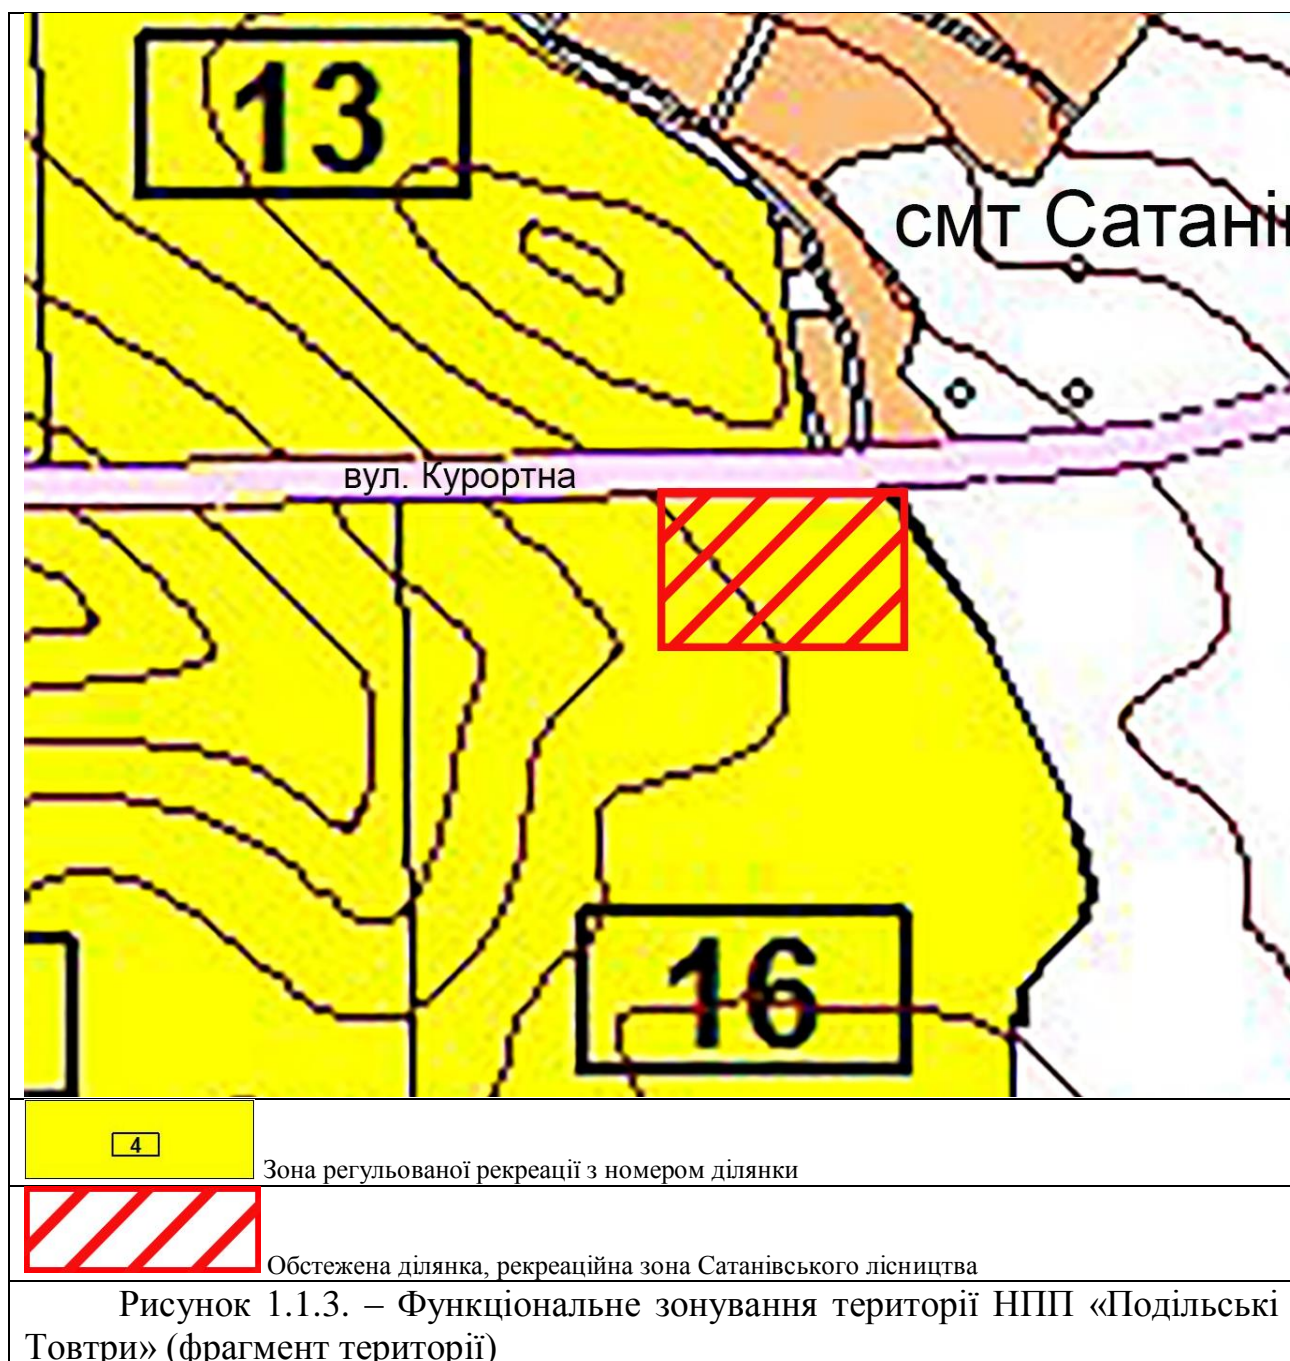 13
смт Сатанів
вул. Курортна
16
4
Зона регульованої рекреації з номером ділянки
Обстежена ділянка, рекреаційна зона Сатанівського лісництва
Рисунок 1.1.3. – Функціональне зонування території НПП «Подільські
Товтри» (фрагмент території)